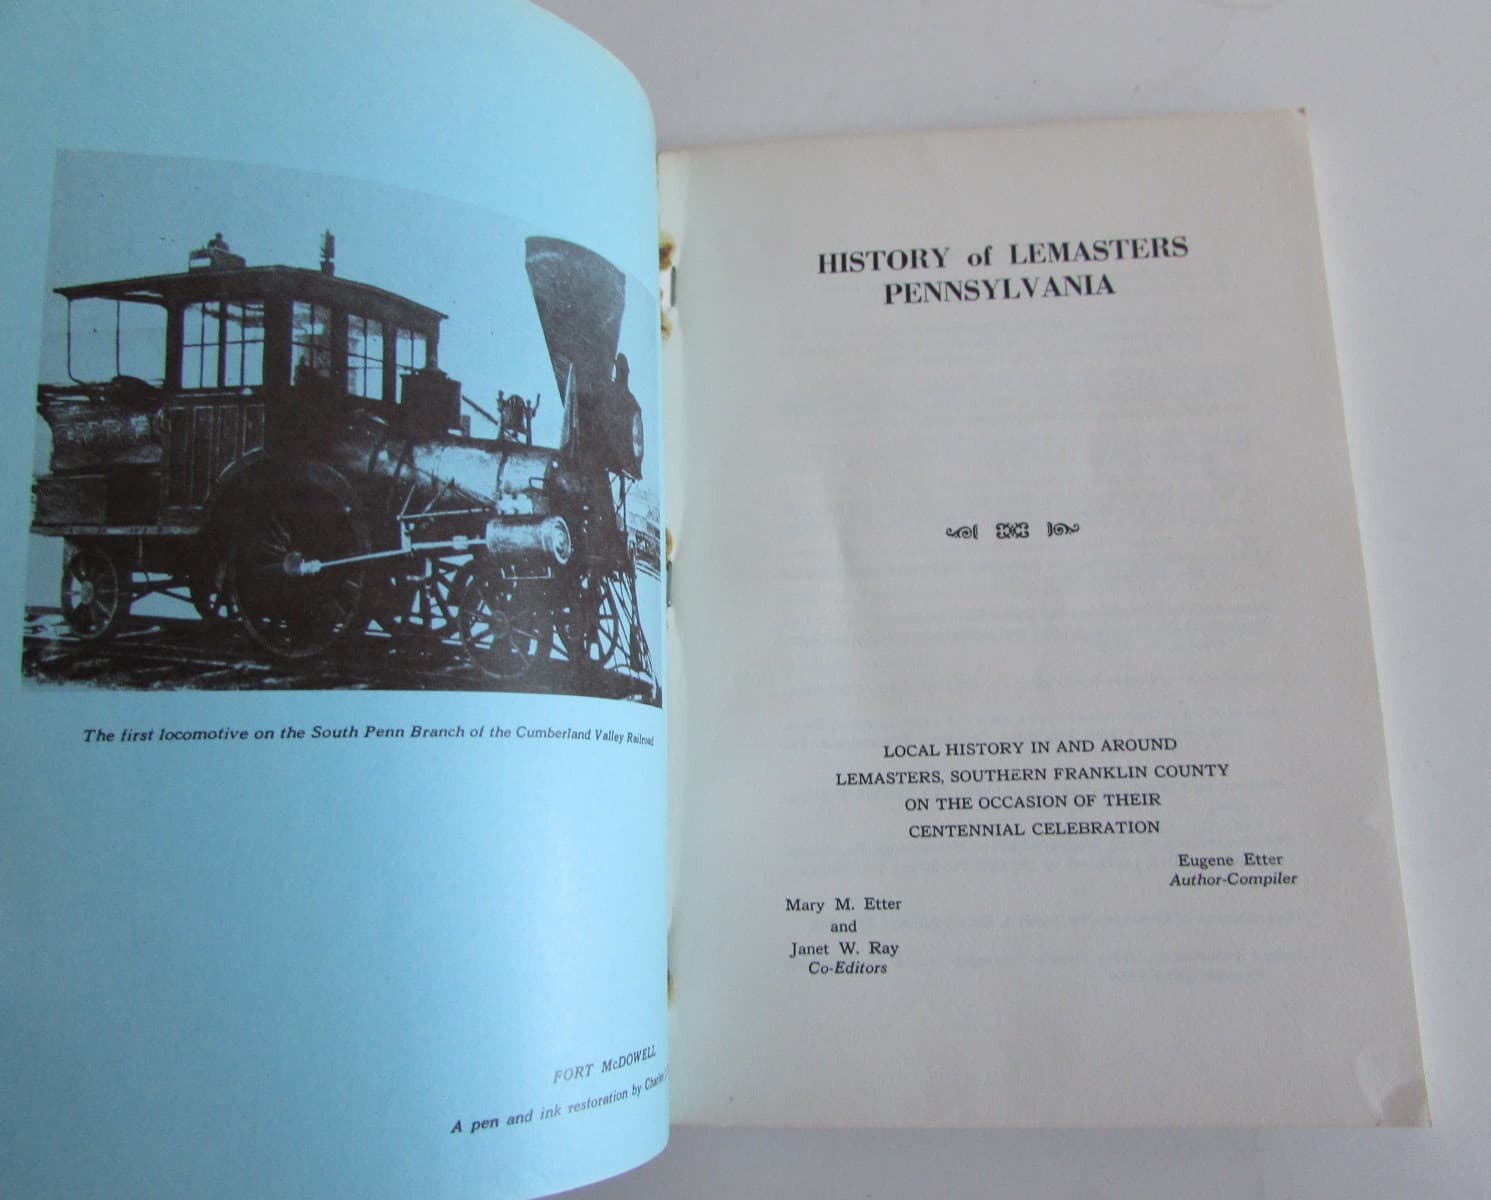 The first locomotive on the South Penn Branch of the Cumberland Valley Railroad
FORT McDOWELL
A pen and ink restoration by Charles
HISTORY of LEMASTERS
PENNSYLVANIA
LOCAL HISTORY IN AND AROUND
LEMASTERS, SOUTHERN FRANKLIN COUNTY
ON THE OCCASION OF THEIR
CENTENNIAL CELEBRATION
Eugene Etter
Author-Compiler
Mary M. Etter
and
Janet W. Ray
Co-Editors